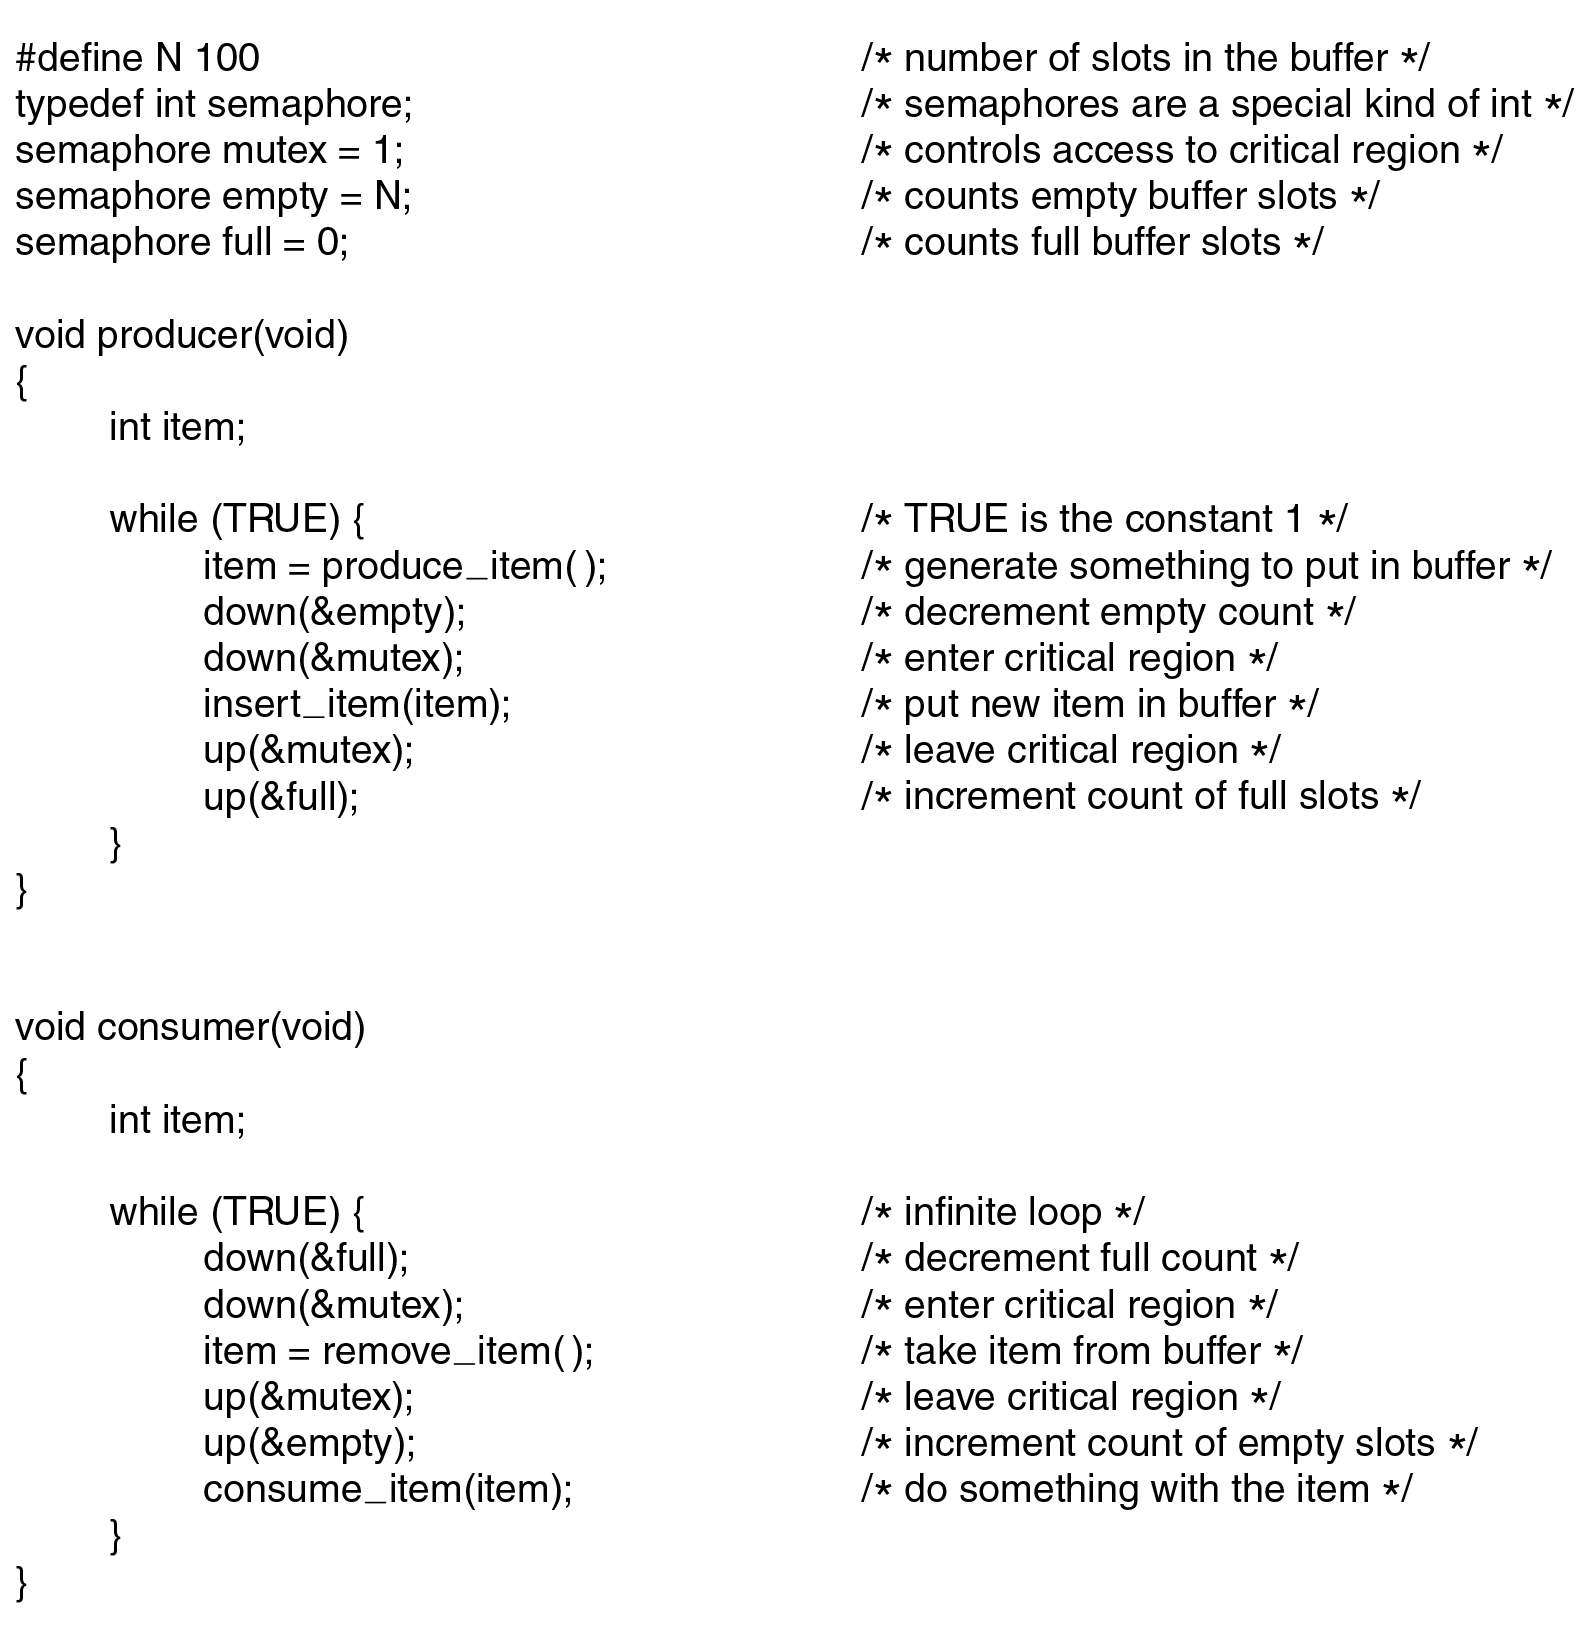 #define N 100 /* number of slots in the buffer */
typedef int semaphore; /* semaphores are a special kind of int */
semaphore mutex = 1; /* controls access to critical region */
semaphore empty = N; /* counts empty buffer slots */
semaphore full = 0; /* counts full buffer slots */
void producer(void)
{
int item;
while (TRUE) { /* TRUE is the constant 1 */
item = produce_item( ); /* generate something to put in buffer */
down(&empty); /* decrement empty count */
down(&mutex); /* enter critical region */
insert_item(item); /* put new item in buffer */
up(&mutex); /* leave critical region */
up(&full); /* increment count of full slots */
}
}
void consumer(void)
{
int item;
while (TRUE) { /* infinite loop */
down(&full); /* decrement full count */
down(&mutex); /* enter critical region */
item = remove_item( ); /* take item from buffer */
up(&mutex); /* leave critical region */
up(&empty); /* increment count of empty slots */
consume_item(item); /* do something with the item */
}
}